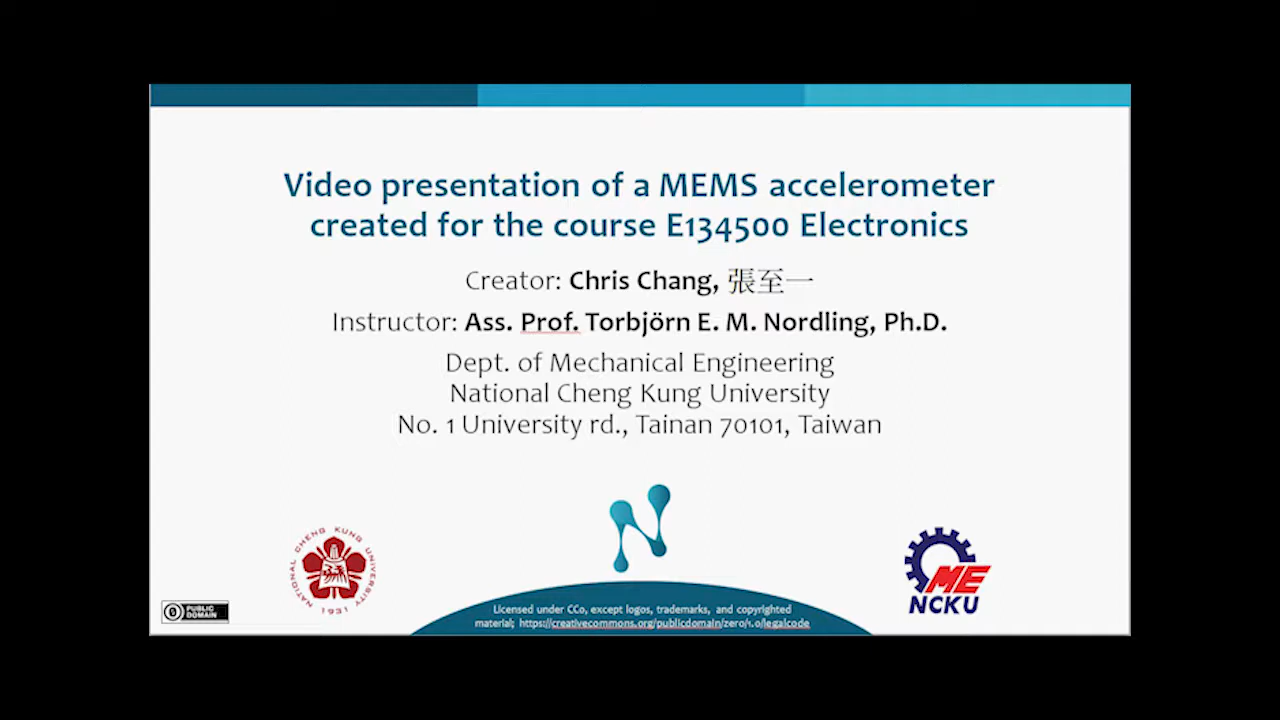 Video presentation of a MEMS accelerometer
created for the course E134500 Electronics
Creator: Chris Chang, 張至一
Instructor: Ass. Prof. Torbjörn E. M. Nordling, Ph.D.
Dept. of Mechanical Engineering
National Cheng Kung University
No. 1 University rd., Tainan 70101, Taiwan
NATIONAL CHENG KUNG UNIVERSITY
1931
ME
NCKU
PUBLIC
DOMAIN
Licensed under CC0, except logos, trademarks, and copyrighted
material; https://creativecommons.org/publicdomain/zero/1.0/legalcode